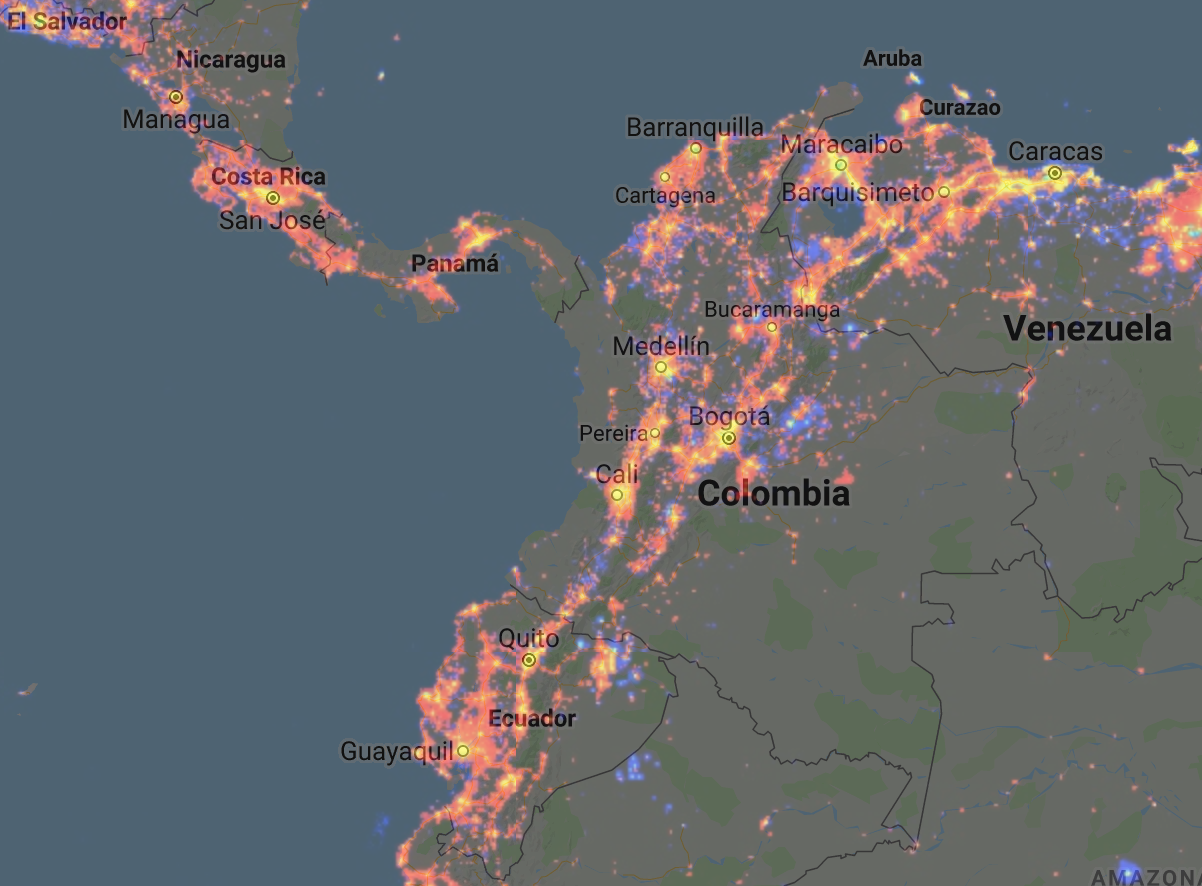 El Salvador
Nicaragua
Managua
Costa Rica
San José
Panamá
Aruba
Curazao
Barranquilla
Maracaibo
Caracas
Cartagena
Barquisimeto
Bucaramanga
Venezuela
Medellín
Bogotá
Pereira
Cali
Colombia
Quito
Ecuador
Guayaquil
AMAZON